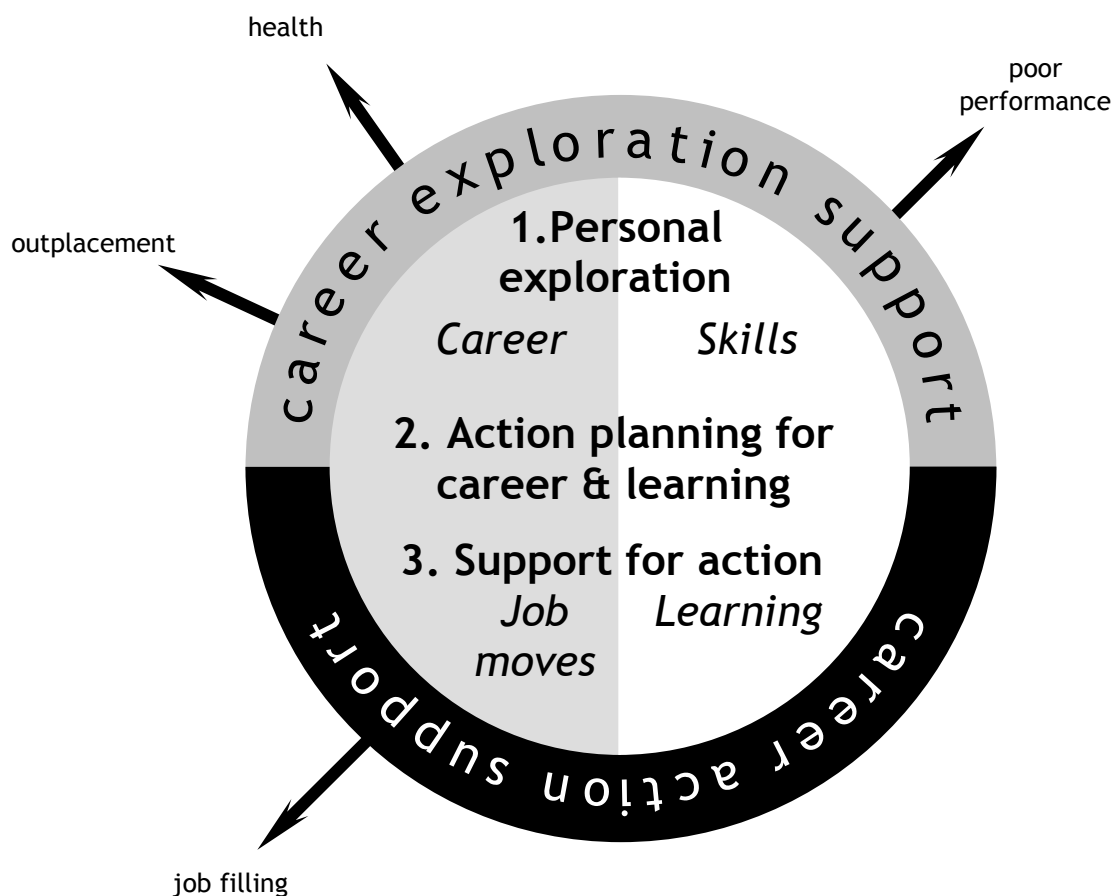 health
poor
performance
career exploration support
outplacement
1.Personal
exploration
Career Skills
2. Action planning for
career & learning
3. Support for action
Job Learning
moves
career action support
job filling